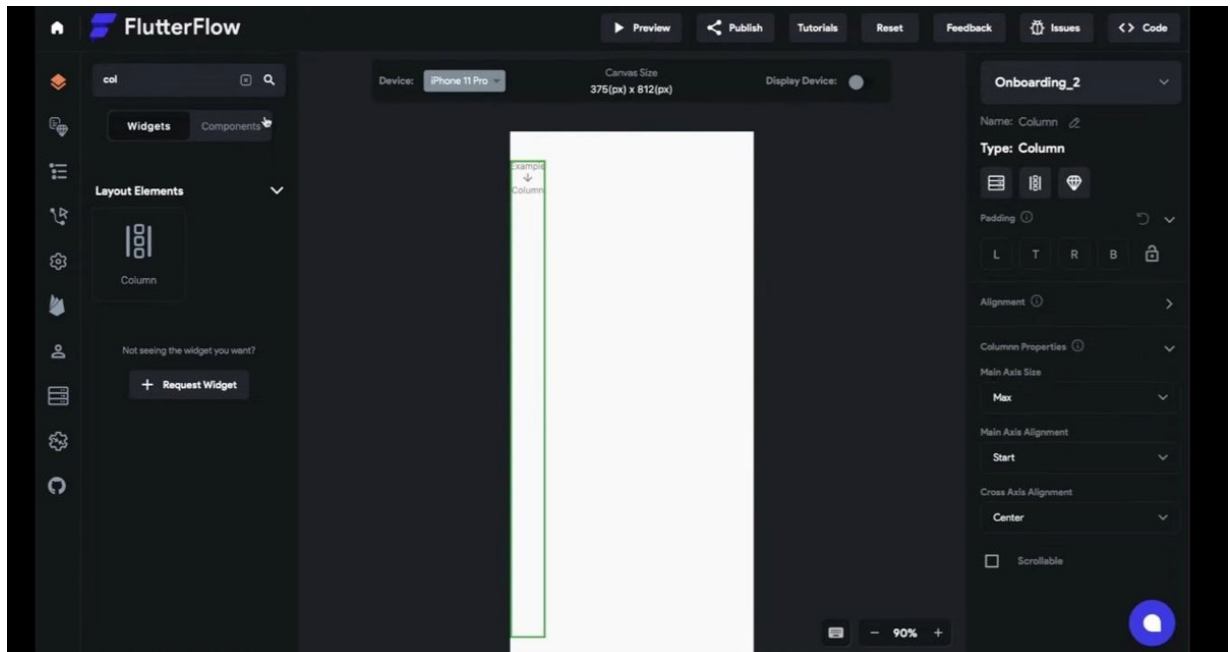 FlutterFlow
Preview
Publish
Tutorials
Reset
Feedback
Issues
<> Code
col
Widgets
Components
Layout Elements
Column
Not seeing the widget you want?
+ Request Widget
Device:
iPhone 11 Pro
Canvas Size
375(px) x 812(px)
Display Device:
Example
↓
Column
90%
Onboarding_2
Name: Column
Type: Column
Padding
L T R B
Alignment
Columnn Properties
Main Axis Size
Max
Main Axis Alignment
Start
Cross Axis Alignment
Center
Scrollable